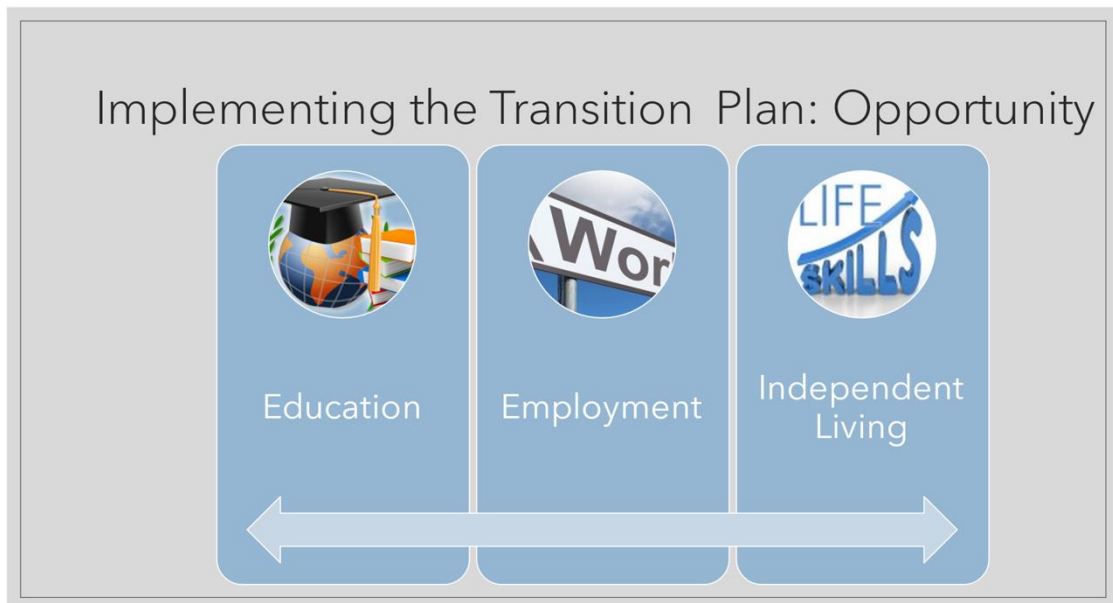 Implementing the Transition Plan: Opportunity
Wor
LIFE
SKILLS
Education
Employment
Independent
Living